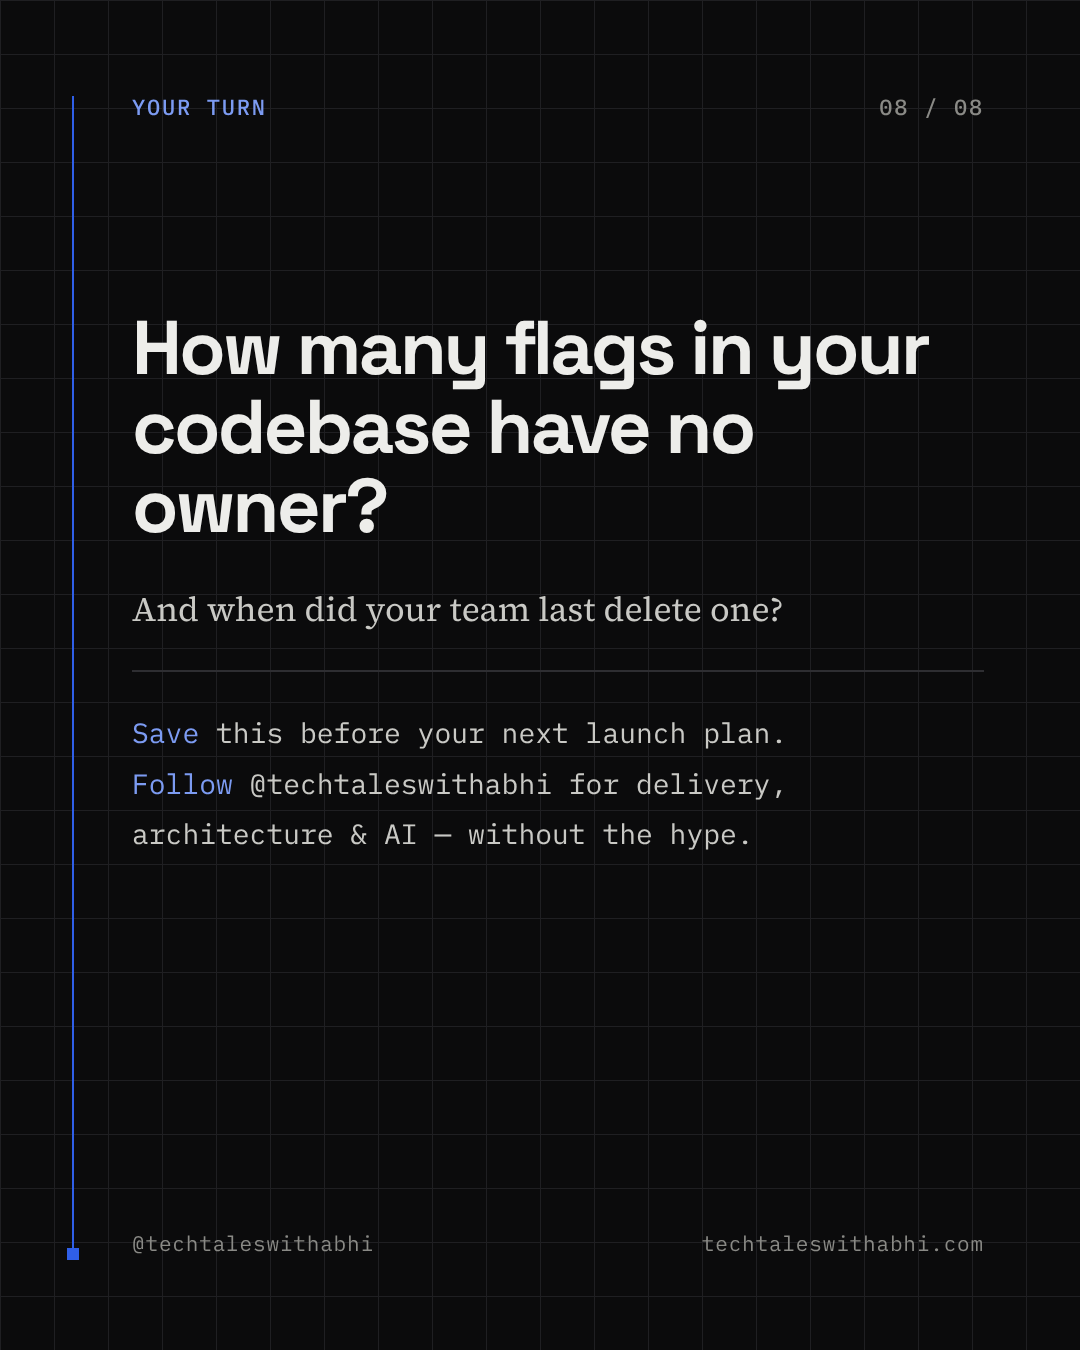 YOUR TURN
08 / 08
How many flags in your
codebase have no
owner?
And when did your team last delete one?
Save this before your next launch plan.
Follow @techtaleswithabhi for delivery,
architecture & AI — without the hype.
@techtaleswithabhi
techtaleswithabhi.com